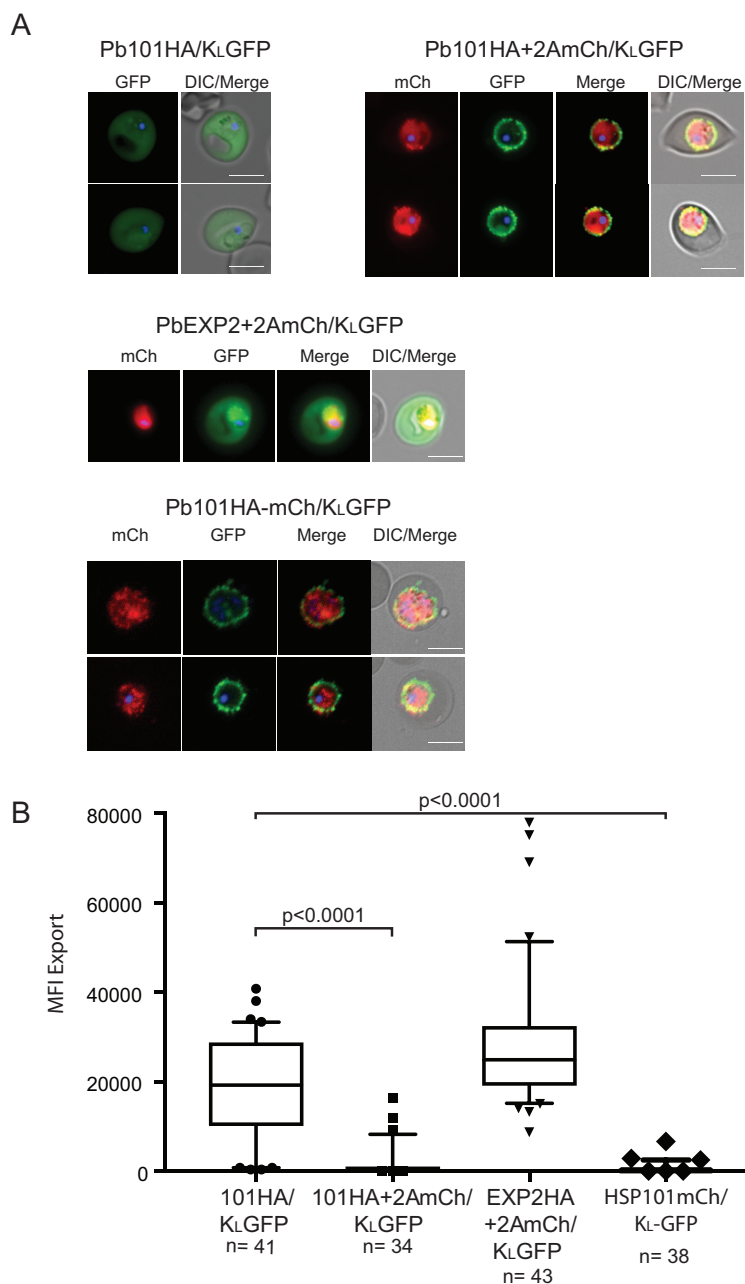 A
Pb101HA/KLGFP
GFP DIC/Merge
Pb101HA+2AmCh/KLGFP
mCh GFP Merge DIC/Merge
PbEXP2+2AmCh/KLGFP
mCh GFP Merge DIC/Merge
Pb101HA-mCh/KLGFP
mCh GFP Merge DIC/Merge
B
p<0.0001
p<0.0001
MFI Export
80000
60000
40000
20000
0
101HA/
KLGFP
n= 41
101HA+2AmCh/
KLGFP
n= 34
EXP2HA
+2AmCh/
KLGFP
n= 43
HSP101mCh/
KL-GFP
n= 38